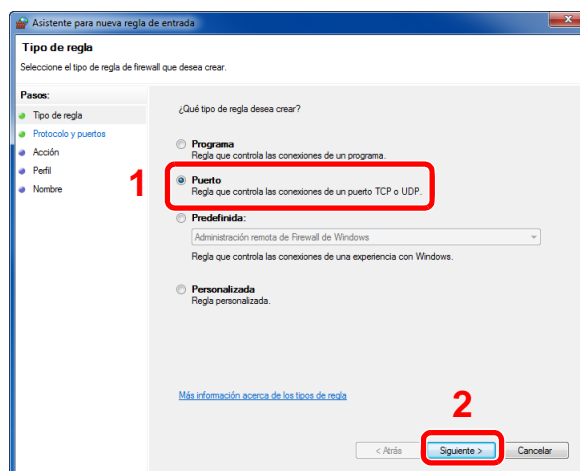 Asistente para nueva regla de entrada
Tipo de regla
Seleccione el tipo de regla de firewall que desea crear.
Pasos:
Tipo de regla
Protocolo y puertos
Acción
Perfil
Nombre
¿Qué tipo de regla desea crear?
Programa
Regla que controla las conexiones de un programa.
1
Puerto
Regla que controla las conexiones de un puerto TCP o UDP.
Predefinida:
Administración remota de Firewall de Windows
Regla que controla las conexiones de una experiencia con Windows.
Personalizada
Regla personalizada.
Más información acerca de los tipos de regla
2
< Atrás
Siguiente >
Cancelar